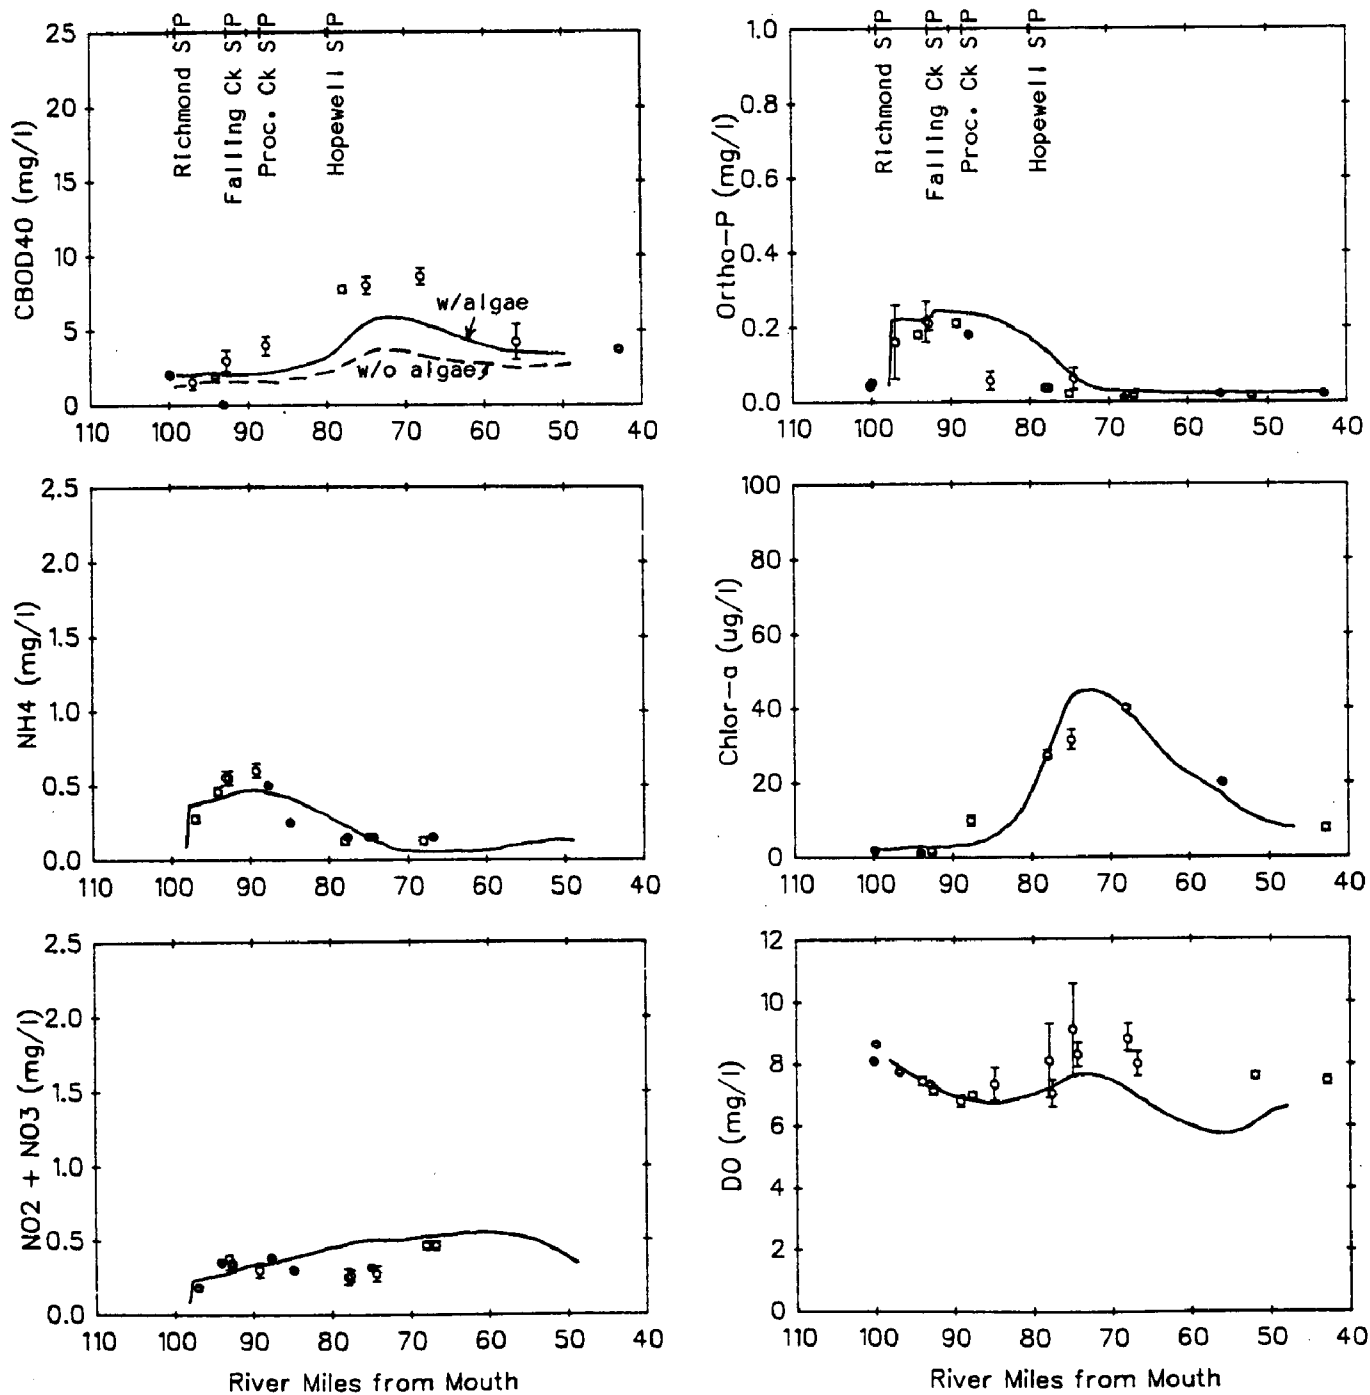 Richmond STP
Falling Ck STP
Proc. Ck STP
Hopewell STP
CBOD40 (mg/l)
25
20
15
10
5
0
w/algae
w/o algae
110 100 90 80 70 60 50 40
Richmond STP
Falling Ck STP
Proc. Ck STP
Hopewell STP
Ortho-P (mg/l)
1.0
0.8
0.6
0.4
0.2
0.0
110 100 90 80 70 60 50 40
NH4 (mg/l)
2.5
2.0
1.5
1.0
0.5
0.0
110 100 90 80 70 60 50 40
Chlor-a (ug/l)
100
80
60
40
20
0
110 100 90 80 70 60 50 40
NO2 + NO3 (mg/l)
2.5
2.0
1.5
1.0
0.5
0.0
110 100 90 80 70 60 50 40
River Miles from Mouth
DO (mg/l)
12
10
8
6
4
2
0
110 100 90 80 70 60 50 40
River Miles from Mouth